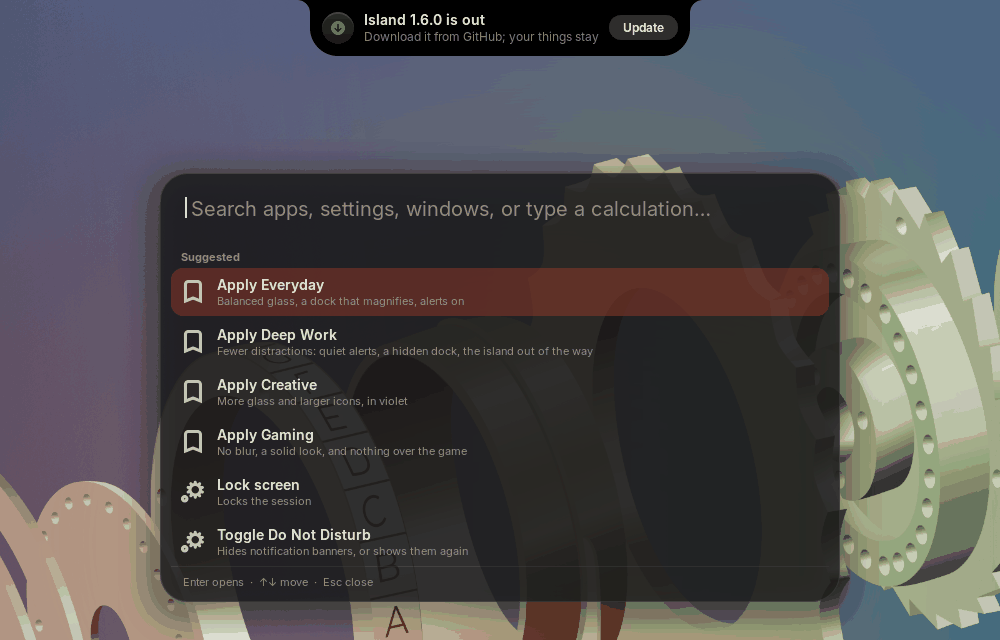 Island 1.6.0 is out
Download it from GitHub; your things stay
Update
Search apps, settings, windows, or type a calculation...
Suggested
Apply Everyday
Balanced glass, a dock that magnifies, alerts on
Apply Deep Work
Fewer distractions: quiet alerts, a hidden dock, the island out of the way
Apply Creative
More glass and larger icons, in violet
Apply Gaming
No blur, a solid look, and nothing over the game
Lock screen
Locks the session
Toggle Do Not Disturb
Hides notification banners, or shows them again
Enter opens · ↑↓ move · Esc close
E
D
C
B
A